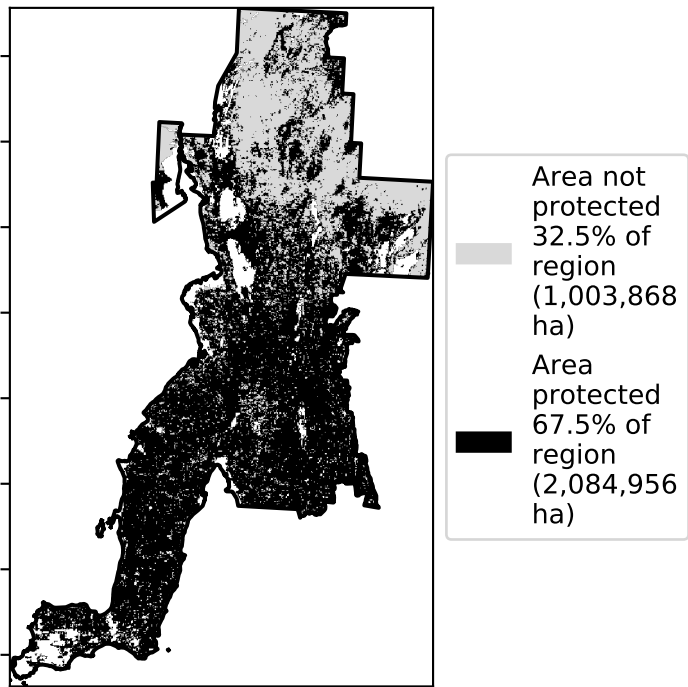 Area not
protected
32.5% of
region
(1,003,868
ha)
Area
protected
67.5% of
region
(2,084,956
ha)